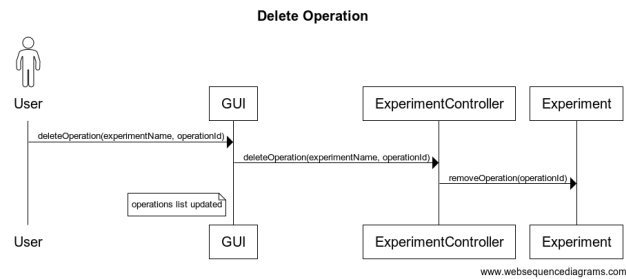 Delete Operation
User
GUI
ExperimentController
Experiment
deleteOperation(experimentName, operationId)
deleteOperation(experimentName, operationId)
removeOperation(operationId)
operations list updated
User
GUI
ExperimentController
Experiment
www.websequencediagrams.com